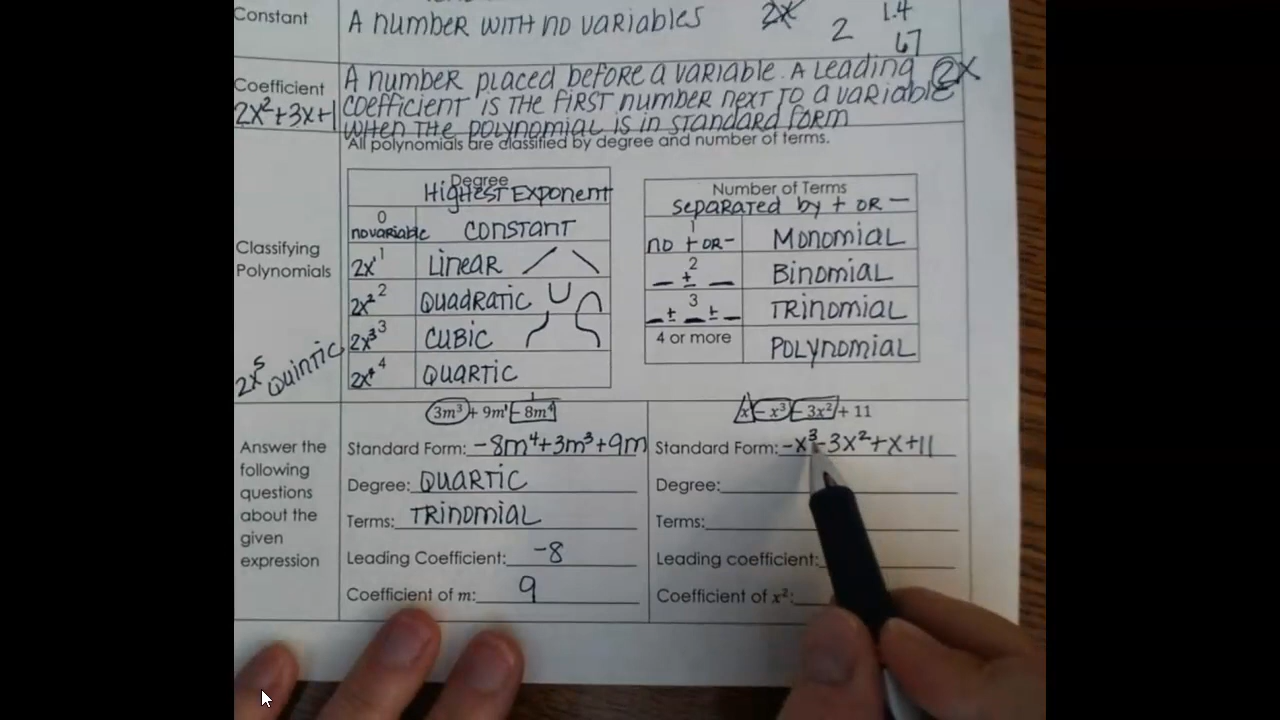 Constant
A number with no variables
2x
2
1.4
67
Coefficient
2x²+3x+1
A number placed before a variable. A Leading
coefficient is the first number next to a variable
when the polynomial is in standard form
2x
All polynomials are classified by degree and number of terms.
Classifying
Polynomials
2x⁵ Quintic
Degree
Highest Exponent
0
no variable
Constant
2x¹ 1
Linear
2x² 2
Quadratic
2x³ 3
Cubic
2x⁴ 4
Quartic
Number of Terms
Separated by + or −
1
no + or −
Monomial
2
_ ± _
Binomial
3
_ ± _ ± _
Trinomial
4 or more
Polynomial
Answer the
following
questions
about the
given
expression
3m³ + 9m¹ − 8m⁴
Standard Form: -8m⁴+3m³+9m
Degree: Quartic
Terms: Trinomial
Leading Coefficient: -8
Coefficient of m: 9
x − x³ − 3x² + 11
Standard Form: -x³-3x²+x+11
Degree:
Terms:
Leading coefficient:
Coefficient of x²: